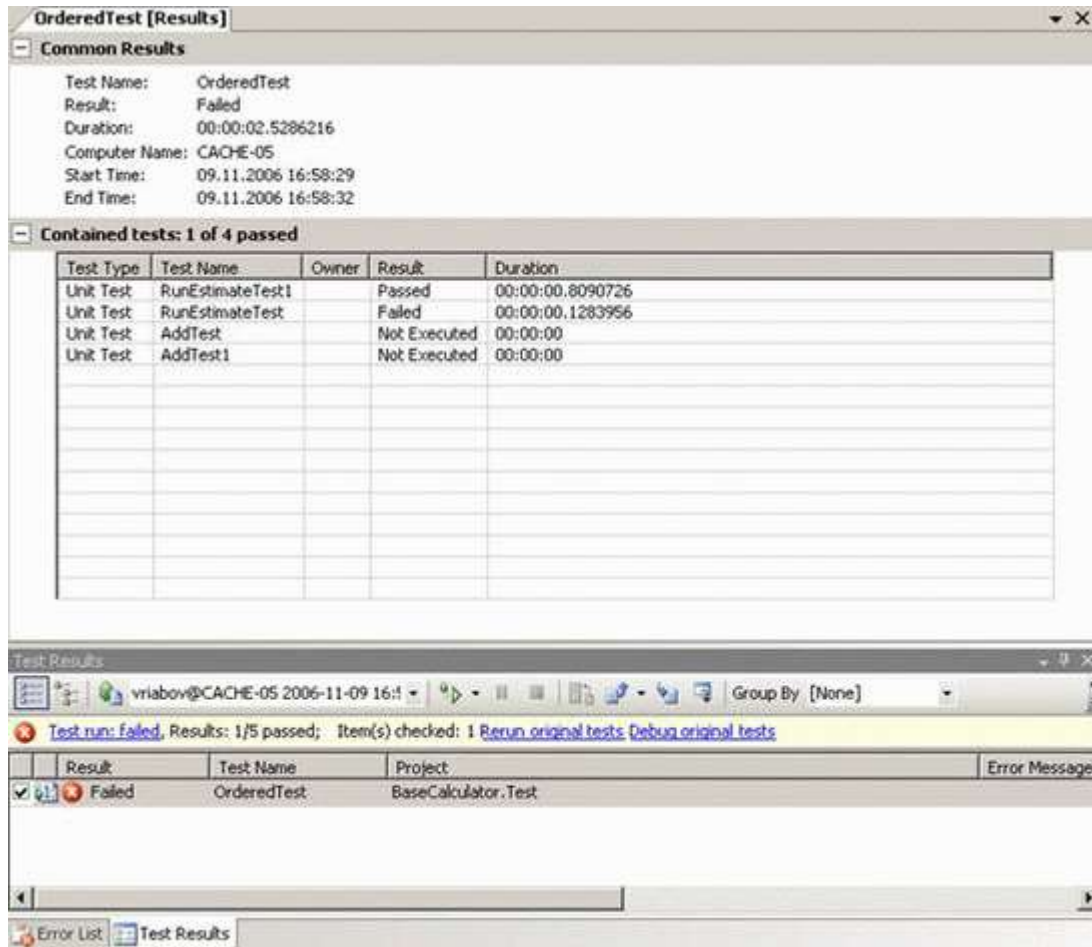 OrderedTest [Results]
Common Results
Test Name: OrderedTest
Result: Failed
Duration: 00:00:02.5286216
Computer Name: CACHE-05
Start Time: 09.11.2006 16:58:29
End Time: 09.11.2006 16:58:32
Contained tests: 1 of 4 passed
Test Type Test Name Owner Result Duration
Unit Test RunEstimateTest1 Passed 00:00:00.8090726
Unit Test RunEstimateTest Failed 00:00:00.1283956
Unit Test AddTest Not Executed 00:00:00
Unit Test AddTest1 Not Executed 00:00:00
Test Results
vriabov@CACHE-05 2006-11-09 16:5 Group By [None]
Test run: failed, Results: 1/5 passed; Item(s) checked: 1 Rerun original tests Debug original tests
Result Test Name Project Error Message
Failed OrderedTest BaseCalculator.Test
Error List Test Results